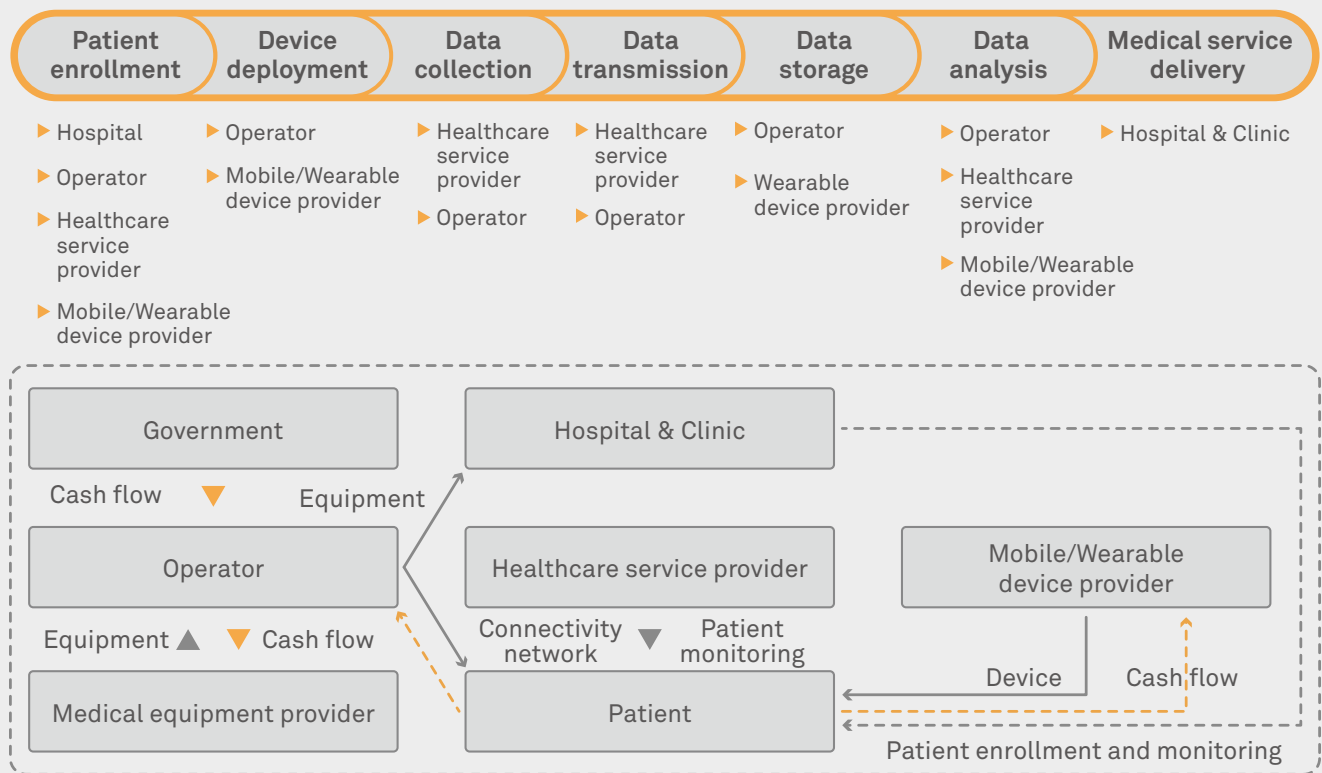 Patient
enrollment
Device
deployment
Data
collection
Data
transmission
Data
storage
Data
analysis
Medical service
delivery
Hospital
Operator
Healthcare
service
provider
Mobile/Wearable
device provider
Operator
Mobile/Wearable
device provider
Healthcare
service
provider
Operator
Healthcare
service
provider
Operator
Operator
Wearable
device provider
Operator
Healthcare
service
provider
Mobile/Wearable
device provider
Hospital & Clinic
Government
Hospital & Clinic
Cash flow
Equipment
Operator
Healthcare service provider
Mobile/Wearable
device provider
Equipment
Cash flow
Connectivity
network
Patient
monitoring
Medical equipment provider
Patient
Device
Cash flow
Patient enrollment and monitoring